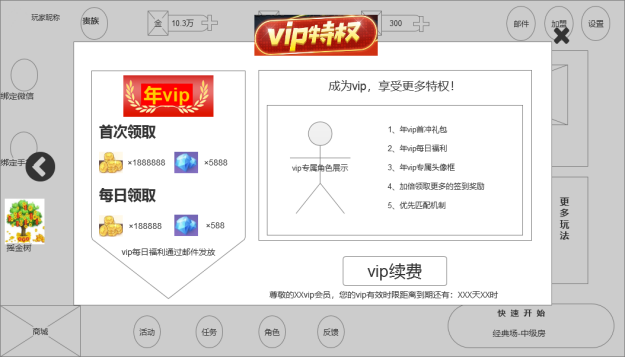 玩家昵称
贵族
金
10.3万
300
邮件
加盟
设置
vip特权
绑定微信
绑定手
摇金树
年vip
首次领取
×1888888
×5888
每日领取
×188888
×588
vip每日福利通过邮件发放
成为vip，享受更多特权！
vip专属角色展示
1、年vip首冲礼包
2、年vip每日福利
3、年vip专属头像框
4、加倍领取更多的签到奖励
5、优先匹配机制
vip续费
尊敬的XXvip会员，您的vip有效时限距离到期还有：XXX天XX时
更多玩法
商城
活动
任务
角色
反馈
快 速 开 始
经典场-中级房